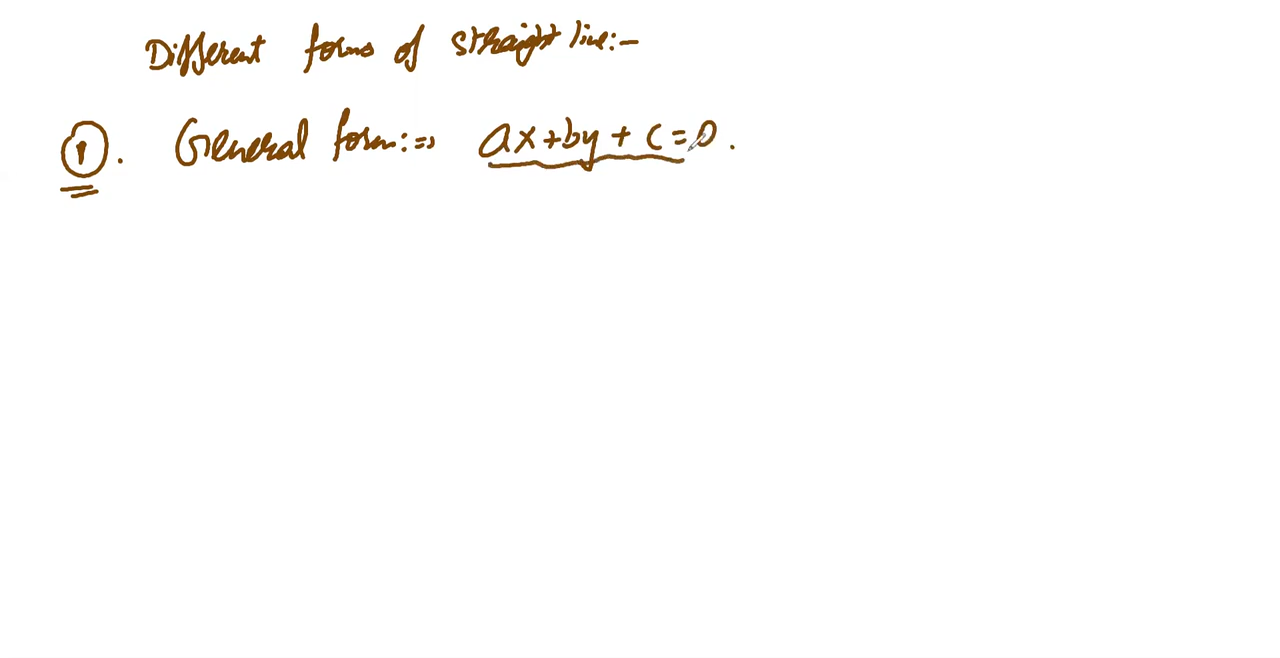 Different forms of straight line:-
①. General form:⇒ ax+by+c=0.